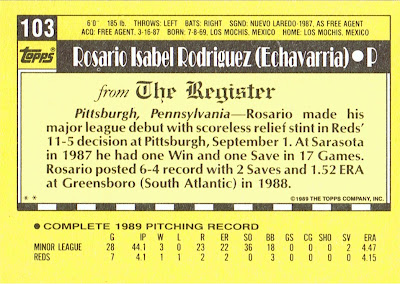 103
6'0" 185 lb. THROWS: LEFT BATS: RIGHT SGND: NUEVO LAREDO-1987, AS FREE AGENT
ACQ: FREE AGENT, 3-16-87 BORN: 7-8-69, LOS MOCHIS, MEXICO HOME: LOS MOCHIS, MEXICO
TOPPS
Rosario Isabel Rodriguez (Echavarria) • P
from The Register
Pittsburgh, Pennsylvania—Rosario made his
major league debut with scoreless relief stint in Reds'
11-5 decision at Pittsburgh, September 1. At Sarasota
in 1987 he had one Win and one Save in 17 Games.
Rosario posted 6-4 record with 2 Saves and 1.52 ERA
at Greensboro (South Atlantic) in 1988.
* *
©1989 THE TOPPS COMPANY, INC.
• COMPLETE 1989 PITCHING RECORD
G IP W L R ER SO BB GS CG SHO SV ERA
MINOR LEAGUE 28 44.1 3 0 23 22 36 18 0 0 0 2 4.47
REDS 7 4.1 1 1 3 2 0 3 0 0 0 0 4.15